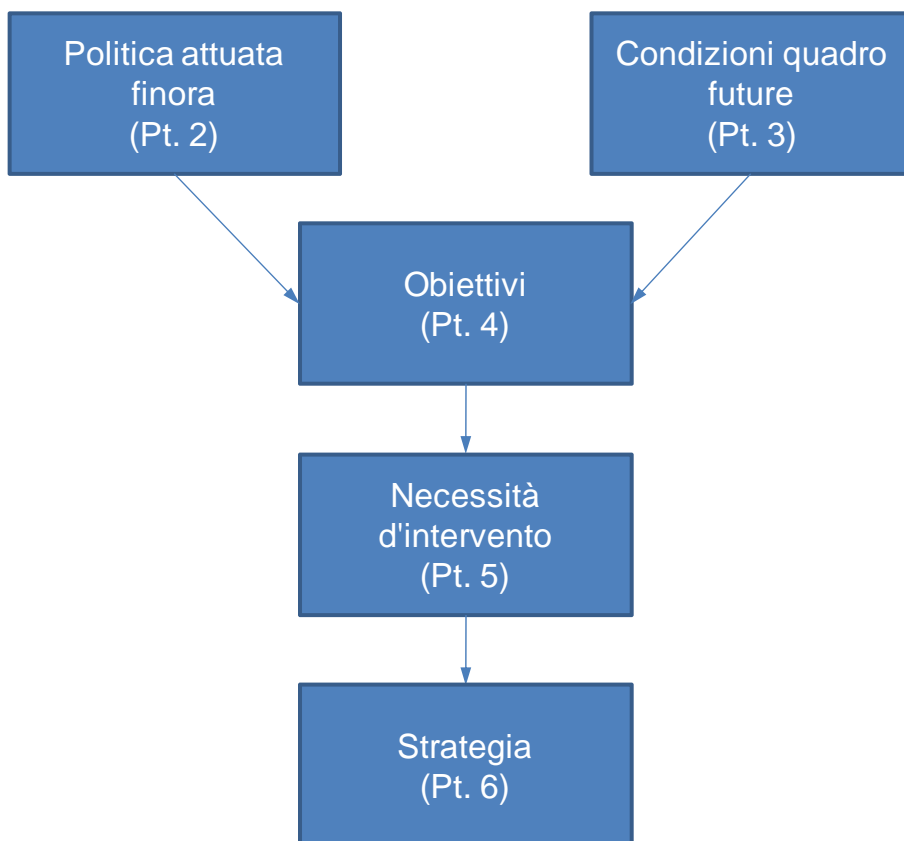 Politica attuata
finora
(Pt. 2)
Condizioni quadro
future
(Pt. 3)
Obiettivi
(Pt. 4)
Necessità
d'intervento
(Pt. 5)
Strategia
(Pt. 6)